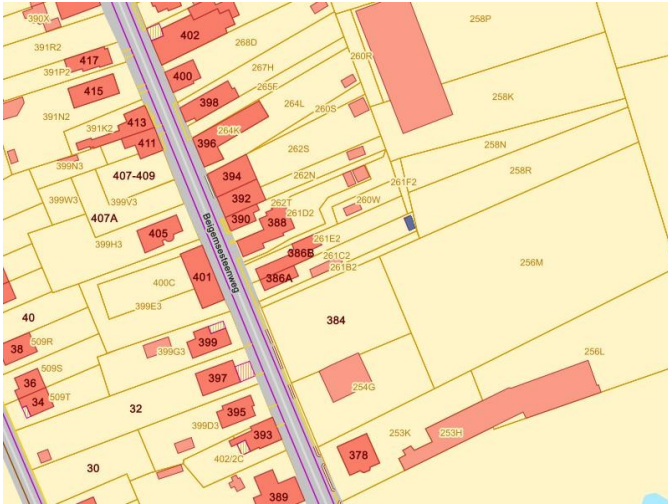 390X
402
258P
391R2
417
268D
260R
391P2
400
267H
415
265F
258K
398
264L
391N2
413
260S
391K2
264K
411
396
258N
262S
399N3
407-409
394
262N
258R
261F2
399W3
399V3
392
262T
260W
407A
390
261D2
388
405
399H3
261E2
386B
261C2
256M
401
386A
261B2
400C
Beigemsesteenweg
399E3
40
384
509R
38
399
399G3
256L
509S
36
397
254G
34
509T
32
395
399D3
253K
253H
393
402/2C
378
30
389